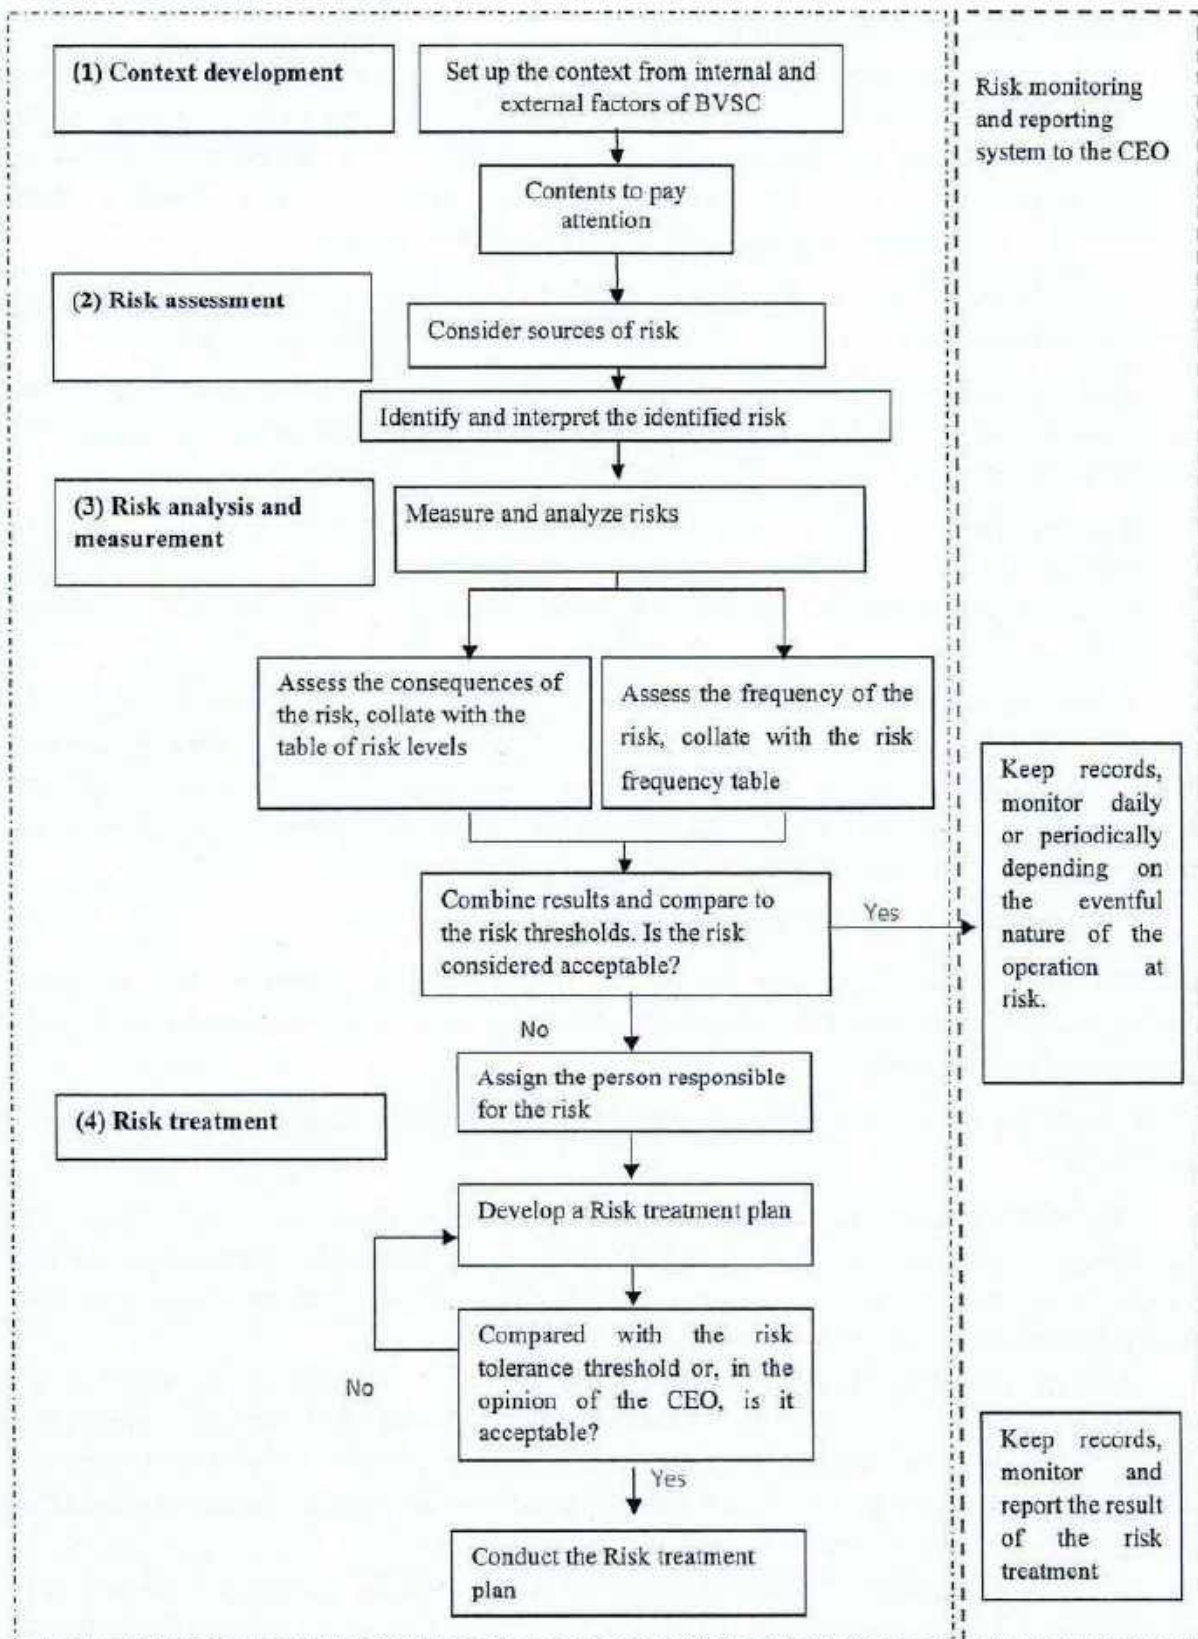 (1) Context development
Set up the context from internal and
external factors of BVSC
Risk monitoring
and reporting
system to the CEO
Contents to pay
attention
(2) Risk assessment
Consider sources of risk
Identify and interpret the identified risk
(3) Risk analysis and
measurement
Measure and analyze risks
Assess the consequences of
the risk, collate with the
table of risk levels
Assess the frequency of the
risk, collate with the risk
frequency table
Keep records,
monitor daily
or periodically
depending on
the eventful
nature of the
operation at
risk.
Combine results and compare to
the risk thresholds. Is the risk
considered acceptable?
Yes
No
Assign the person responsible
for the risk
(4) Risk treatment
Develop a Risk treatment plan
Compared with the risk
tolerance threshold or, in the
opinion of the CEO, is it
acceptable?
No
Yes
Keep records,
monitor and
report the result
of the risk
treatment
Conduct the Risk treatment
plan